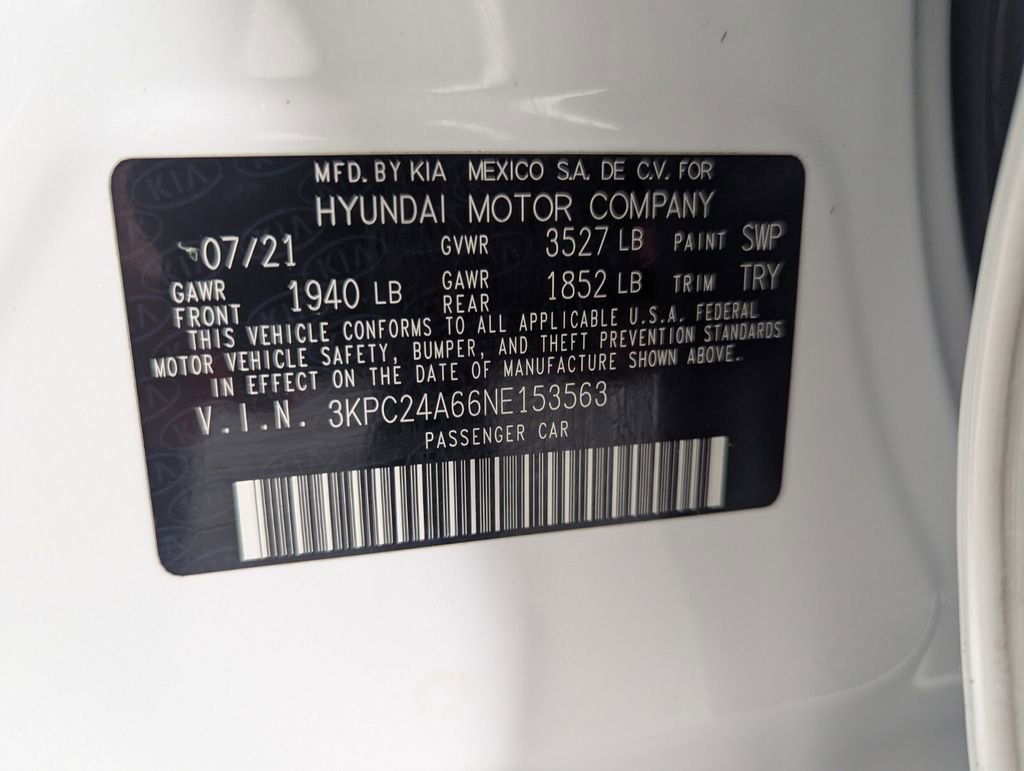 MFD. BY KIA MEXICO S.A. DE C.V. FOR
HYUNDAI MOTOR COMPANY
07/21 GVWR 3527 LB PAINT SWP
GAWR FRONT 1940 LB GAWR REAR 1852 LB TRIM TRY
THIS VEHICLE CONFORMS TO ALL APPLICABLE U.S.A. FEDERAL
MOTOR VEHICLE SAFETY, BUMPER, AND THEFT PREVENTION STANDARDS
IN EFFECT ON THE DATE OF MANUFACTURE SHOWN ABOVE.
V.I.N. 3KPC24A66NE153563
PASSENGER CAR